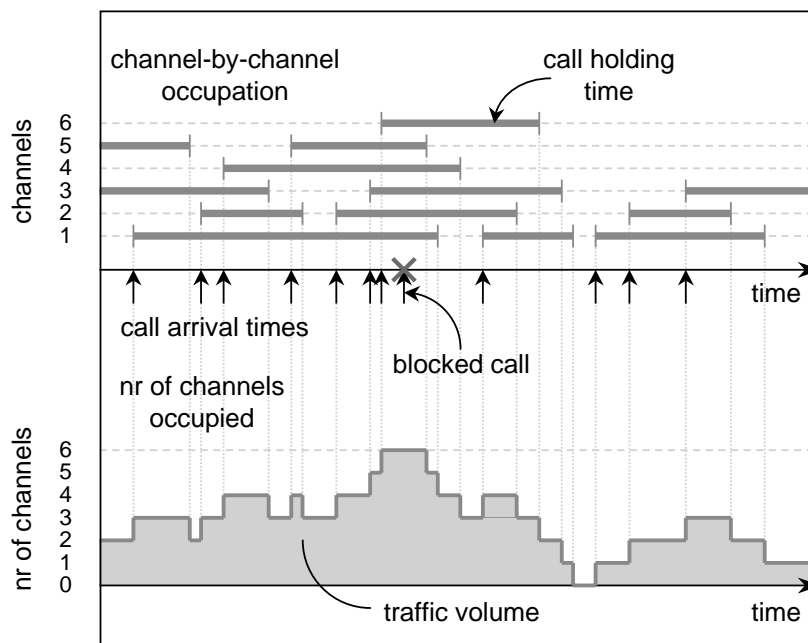 channel-by-channel
occupation
call holding
time
channels
6
5
4
3
2
1
time
call arrival times
blocked call
nr of channels
occupied
nr of channels
6
5
4
3
2
1
0
time
traffic volume